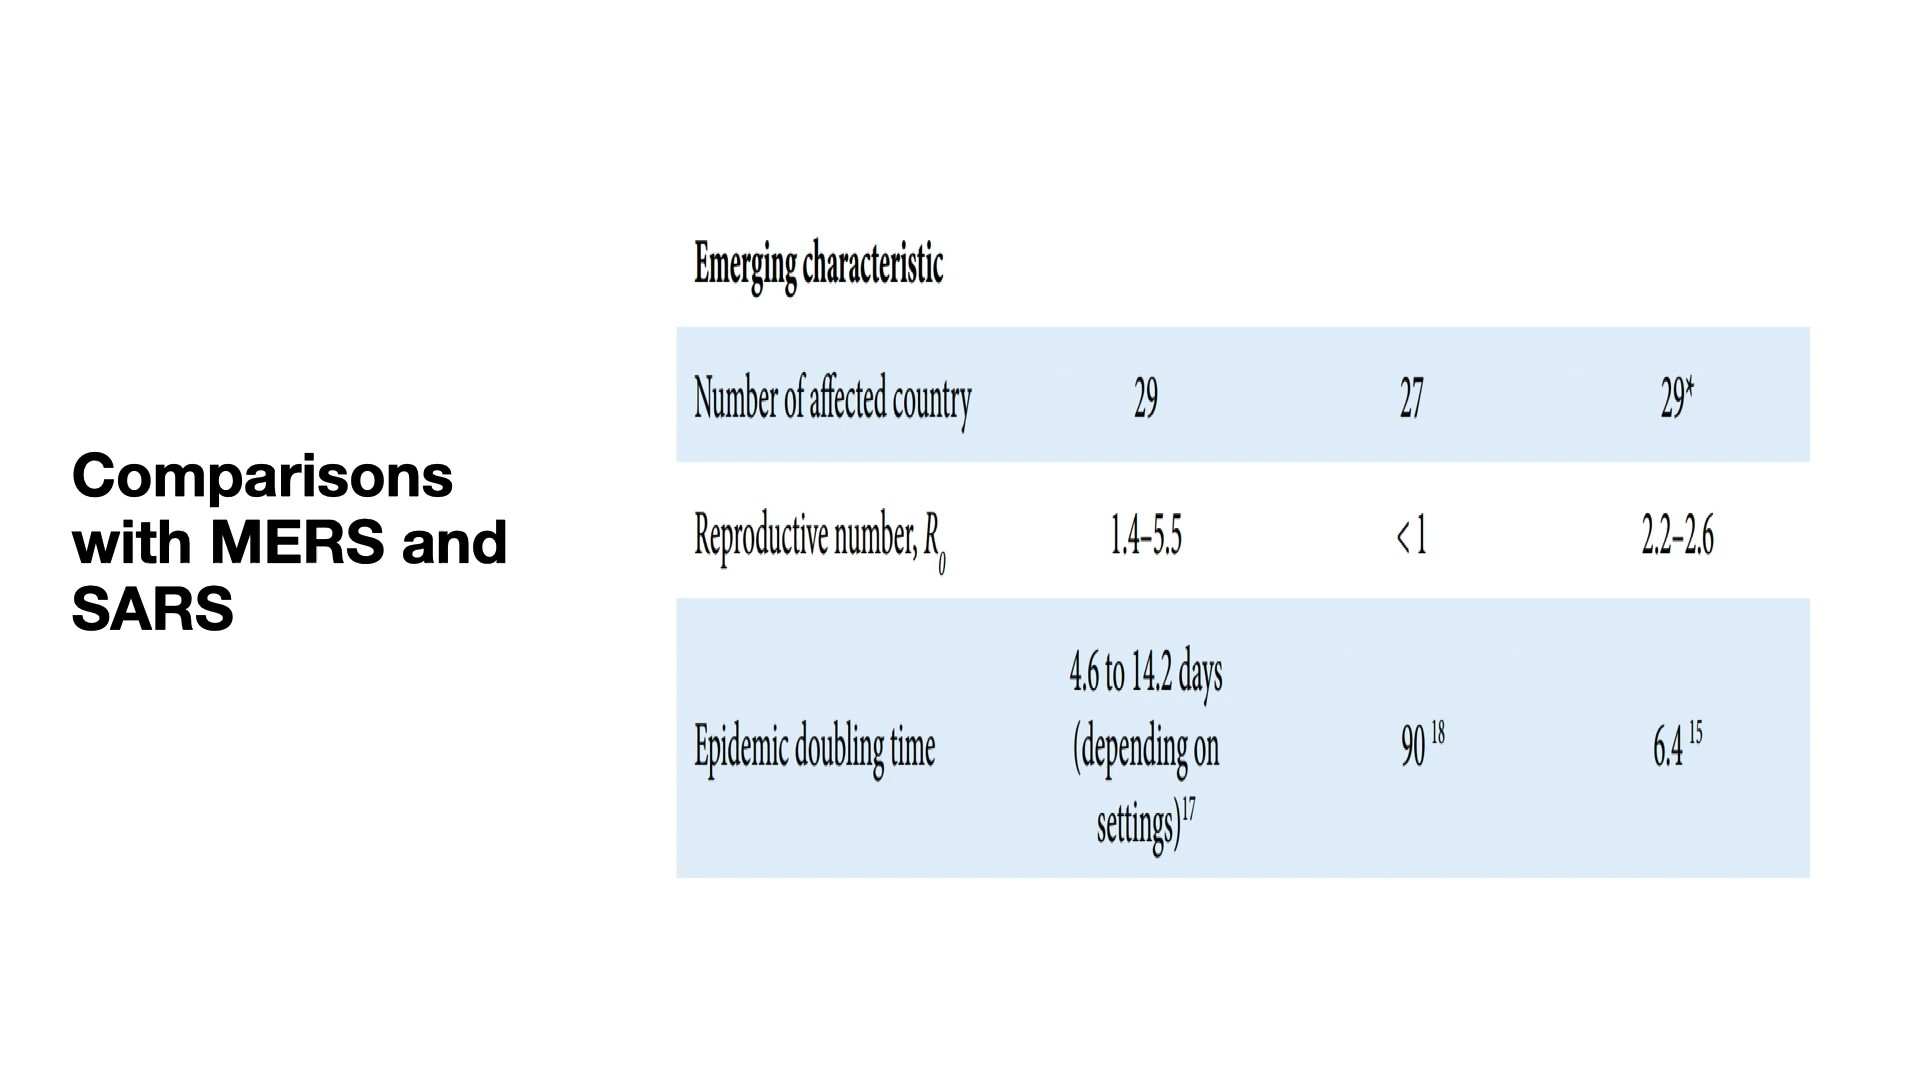 Comparisons
with MERS and
SARS
Emerging characteristic
Number of affected country 29 27 29*
Reproductive number, R0 1.4–5.5 < 1 2.2–2.6
4.6 to 14.2 days
Epidemic doubling time (depending on 90 18 6.4 15
settings)17